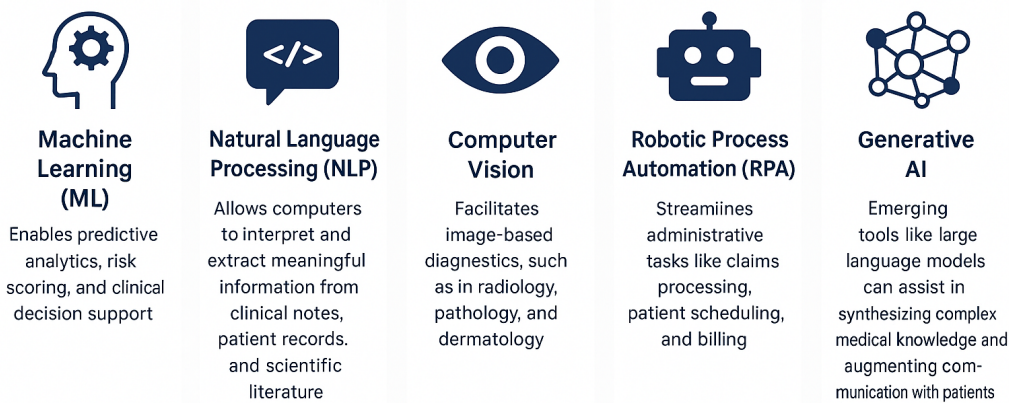 </>
Machine
Learning
(ML)
Enables predictive
analytics, risk
scoring, and clinical
decision support
Natural Language
Processing (NLP)
Allows computers
to interpret and
extract meaningful
information from
clinical notes,
patient records.
and scientific
literature
Computer
Vision
Facilitates
image-based
diagnostics, such
as in radiology,
pathology, and
dermatology
Robotic Process
Automation (RPA)
Streamiines
administrative
tasks like claims
processing,
patient scheduling,
and billing
Generative
AI
Emerging
tools like large
language models
can assist in
synthesizing complex
medical knowledge and
augmenting com-
munication with patients